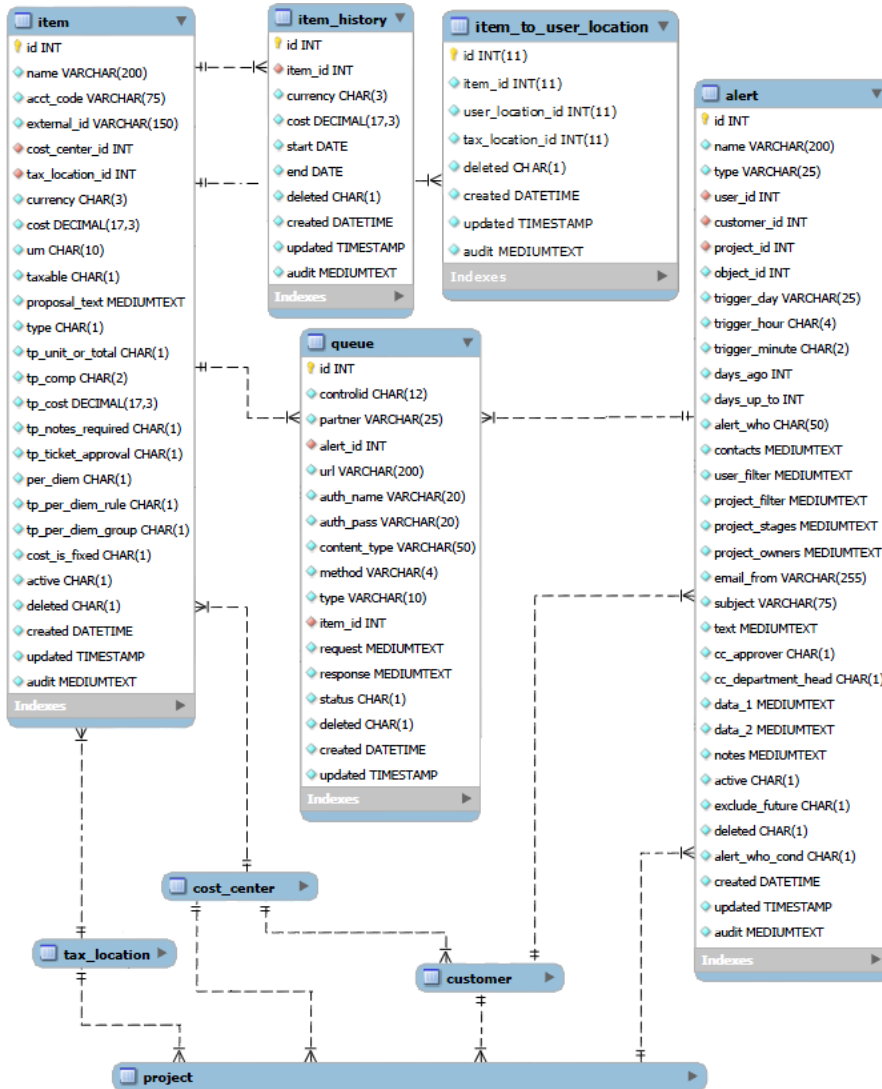 item
id INT
name VARCHAR(200)
acct_code VARCHAR(75)
external_id VARCHAR(150)
cost_center_id INT
tax_location_id INT
currency CHAR(3)
cost DECIMAL(17,3)
um CHAR(10)
taxable CHAR(1)
proposal_text MEDIUMTEXT
type CHAR(1)
tp_unit_or_total CHAR(1)
tp_comp CHAR(2)
tp_cost DECIMAL(17,3)
tp_notes_required CHAR(1)
tp_ticket_approval CHAR(1)
per_diem CHAR(1)
tp_per_diem_rule CHAR(1)
tp_per_diem_group CHAR(1)
cost_is_fixed CHAR(1)
active CHAR(1)
deleted CHAR(1)
created DATETIME
updated TIMESTAMP
audit MEDIUMTEXT
Indexes
item_history
id INT
item_id INT
currency CHAR(3)
cost DECIMAL(17,3)
start DATE
end DATE
deleted CHAR(1)
created DATETIME
updated TIMESTAMP
audit MEDIUMTEXT
Indexes
item_to_user_location
id INT(11)
item_id INT(11)
user_location_id INT(11)
tax_location_id INT(11)
deleted CHAR(1)
created DATETIME
updated TIMESTAMP
audit MEDIUMTEXT
Indexes
queue
id INT
controlid CHAR(12)
partner VARCHAR(25)
alert_id INT
url VARCHAR(200)
auth_name VARCHAR(20)
auth_pass VARCHAR(20)
content_type VARCHAR(50)
method VARCHAR(4)
type VARCHAR(10)
item_id INT
request MEDIUMTEXT
response MEDIUMTEXT
status CHAR(1)
deleted CHAR(1)
created DATETIME
updated TIMESTAMP
Indexes
alert
id INT
name VARCHAR(200)
type VARCHAR(25)
user_id INT
customer_id INT
project_id INT
object_id INT
trigger_day VARCHAR(25)
trigger_hour CHAR(4)
trigger_minute CHAR(2)
days_ago INT
days_up_to INT
alert_who CHAR(50)
contacts MEDIUMTEXT
user_filter MEDIUMTEXT
project_filter MEDIUMTEXT
project_stages MEDIUMTEXT
project_owners MEDIUMTEXT
email_from VARCHAR(255)
subject VARCHAR(75)
text MEDIUMTEXT
cc_approver CHAR(1)
cc_department_head CHAR(1)
data_1 MEDIUMTEXT
data_2 MEDIUMTEXT
notes MEDIUMTEXT
active CHAR(1)
exclude_future CHAR(1)
deleted CHAR(1)
alert_who_cond CHAR(1)
created DATETIME
updated TIMESTAMP
audit MEDIUMTEXT
Indexes
cost_center
tax_location
customer
project